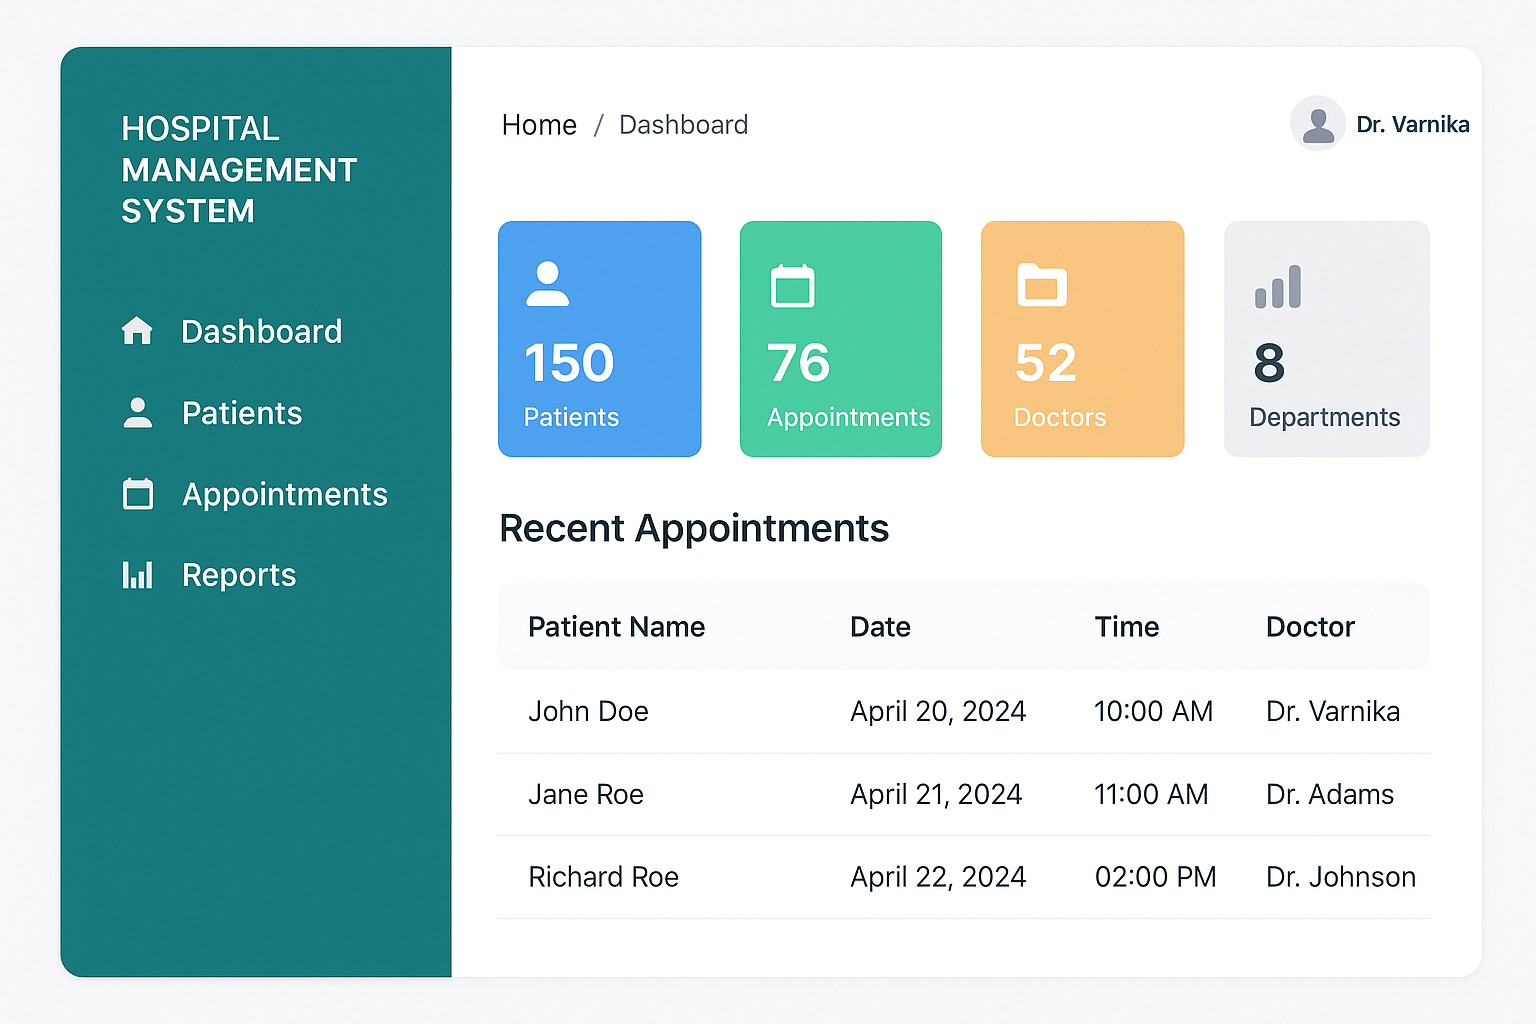 HOSPITAL
MANAGEMENT
SYSTEM
Dashboard
Patients
Appointments
Reports
Home / Dashboard
Dr. Varnika
150
Patients
76
Appointments
52
Doctors
8
Departments
Recent Appointments
Patient Name Date Time Doctor
John Doe April 20, 2024 10:00 AM Dr. Varnika
Jane Roe April 21, 2024 11:00 AM Dr. Adams
Richard Roe April 22, 2024 02:00 PM Dr. Johnson